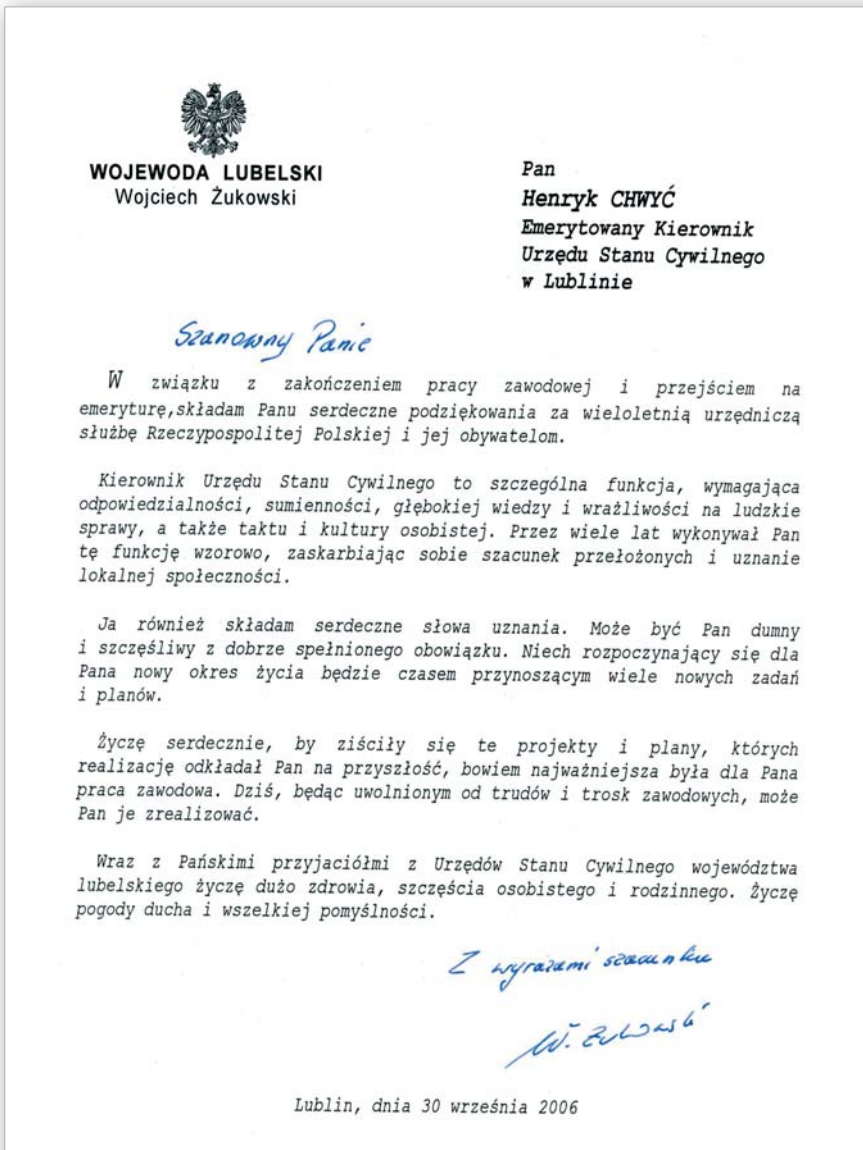 WOJEWODA LUBELSKI
Wojciech Żukowski
Pan
Henryk CHWYĆ
Emerytowany Kierownik
Urzędu Stanu Cywilnego
w Lublinie
Szanowny Panie
W związku z zakończeniem pracy zawodowej i przejściem na
emeryturę,składam Panu serdeczne podziękowania za wieloletnią urzędniczą
służbę Rzeczypospolitej Polskiej i jej obywatelom.
Kierownik Urzędu Stanu Cywilnego to szczególna funkcja, wymagająca
odpowiedzialności, sumienności, głębokiej wiedzy i wrażliwości na ludzkie
sprawy, a także taktu i kultury osobistej. Przez wiele lat wykonywał Pan
tę funkcję wzorowo, zaskarbiając sobie szacunek przełożonych i uznanie
lokalnej społeczności.
Ja również składam serdeczne słowa uznania. Może być Pan dumny
i szczęśliwy z dobrze spełnionego obowiązku. Niech rozpoczynający się dla
Pana nowy okres życia będzie czasem przynoszącym wiele nowych zadań
i planów.
Życzę serdecznie, by ziściły się te projekty i plany, których
realizację odkładał Pan na przyszłość, bowiem najważniejsza była dla Pana
praca zawodowa. Dziś, będąc uwolnionym od trudów i trosk zawodowych, może
Pan je zrealizować.
Wraz z Pańskimi przyjaciółmi z Urzędów Stanu Cywilnego województwa
lubelskiego życzę dużo zdrowia, szczęścia osobistego i rodzinnego. Życzę
pogody ducha i wszelkiej pomyślności.
Z wyrazami szacunku
W. Żukowski
Lublin, dnia 30 września 2006